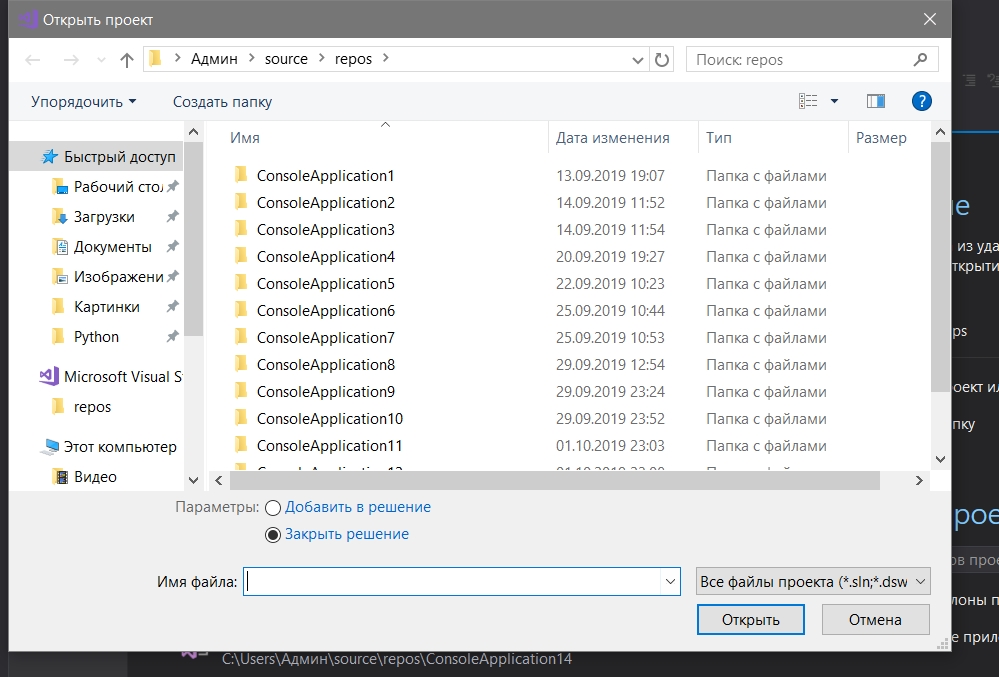 Открыть проект
Админ > source > repos >
Поиск: repos
Упорядочить
Создать папку
?
Имя
Дата изменения
Тип
Размер
Быстрый доступ
Рабочий сто
Загрузки
Документы
Изображени
Картинки
Python
Microsoft Visual S
repos
Этот компьютер
Видео
ConsoleApplication1 13.09.2019 19:07 Папка с файлами
ConsoleApplication2 14.09.2019 11:52 Папка с файлами
ConsoleApplication3 14.09.2019 11:54 Папка с файлами
ConsoleApplication4 20.09.2019 19:27 Папка с файлами
ConsoleApplication5 22.09.2019 10:23 Папка с файлами
ConsoleApplication6 25.09.2019 10:44 Папка с файлами
ConsoleApplication7 25.09.2019 10:53 Папка с файлами
ConsoleApplication8 29.09.2019 12:54 Папка с файлами
ConsoleApplication9 29.09.2019 23:24 Папка с файлами
ConsoleApplication10 29.09.2019 23:52 Папка с файлами
ConsoleApplication11 01.10.2019 23:03 Папка с файлами
Параметры:
Добавить в решение
Закрыть решение
Имя файла:
Все файлы проекта (*.sln;*.dsw
Открыть
Отмена
ие
из уда
ткрыти
ps
оект ил
пку
рое
ов прое
лоны п
е прило
C:\Users\Админ\source\repos\ConsoleApplication14